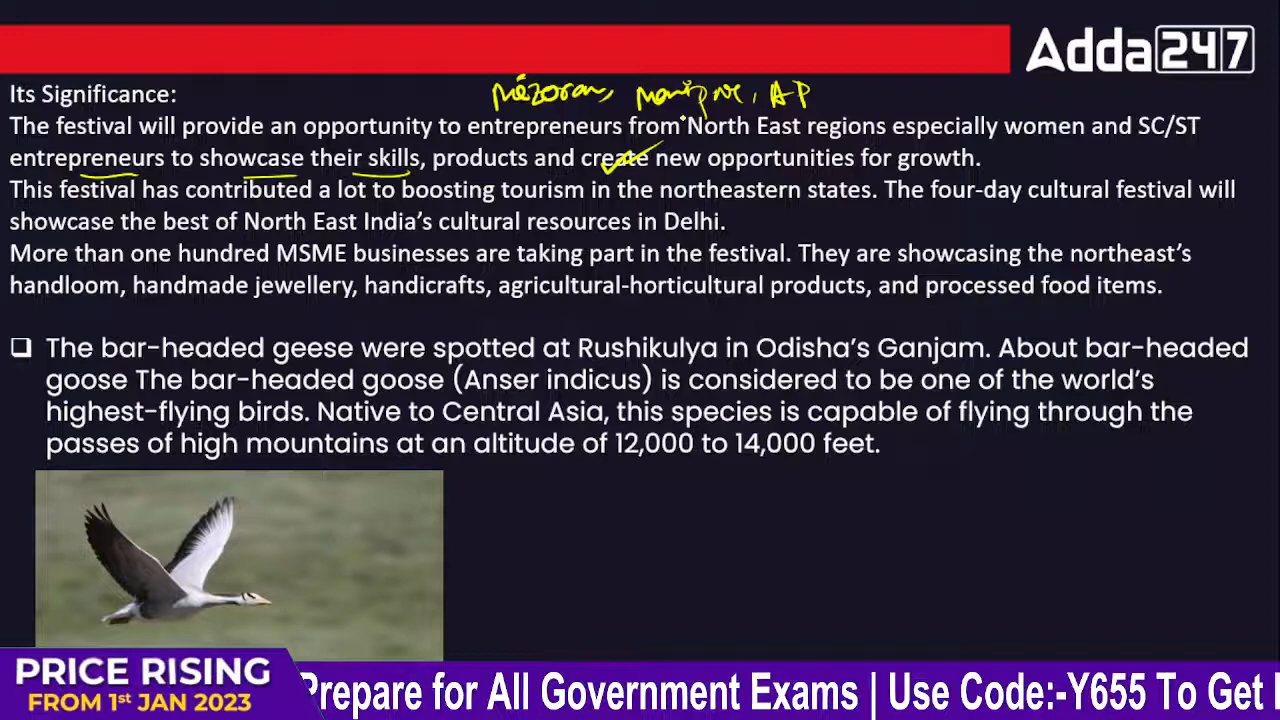 Adda247
Its Significance:
Mizoram, Manipur, AP
The festival will provide an opportunity to entrepreneurs from North East regions especially women and SC/ST
entrepreneurs to showcase their skills, products and create new opportunities for growth.
This festival has contributed a lot to boosting tourism in the northeastern states. The four-day cultural festival will
showcase the best of North East India's cultural resources in Delhi.
More than one hundred MSME businesses are taking part in the festival. They are showcasing the northeast's
handloom, handmade jewellery, handicrafts, agricultural-horticultural products, and processed food items.
❑ The bar-headed geese were spotted at Rushikulya in Odisha's Ganjam. About bar-headed
goose The bar-headed goose (Anser indicus) is considered to be one of the world's
highest-flying birds. Native to Central Asia, this species is capable of flying through the
passes of high mountains at an altitude of 12,000 to 14,000 feet.
PRICE RISING
FROM 1st JAN 2023
Prepare for All Government Exams | Use Code:-Y655 To Get